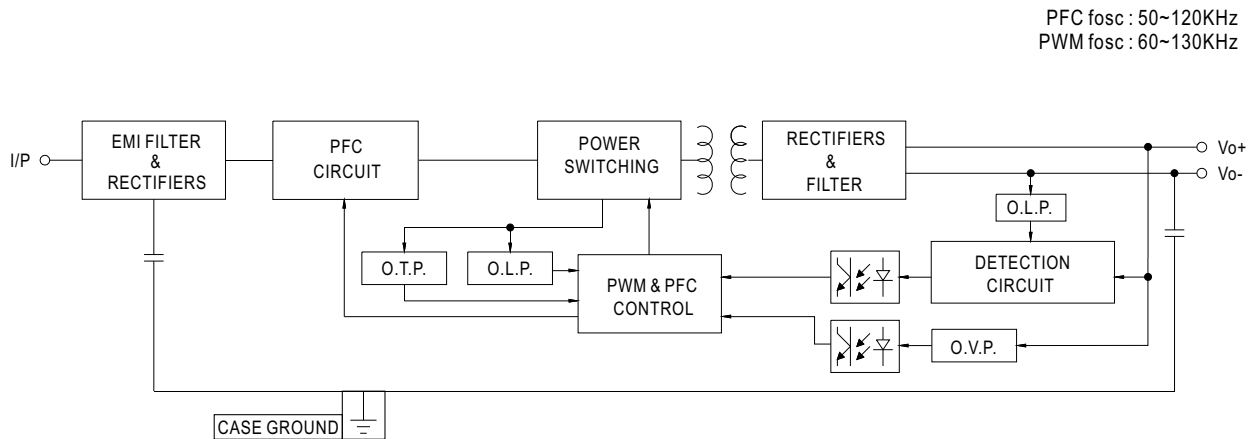 PFC fosc : 50~120KHz
PWM fosc : 60~130KHz
I/P
EMI FILTER
&
RECTIFIERS
PFC
CIRCUIT
POWER
SWITCHING
RECTIFIERS
&
FILTER
Vo+
Vo-
O.L.P.
O.T.P.
O.L.P.
PWM & PFC
CONTROL
DETECTION
CIRCUIT
O.V.P.
CASE GROUND